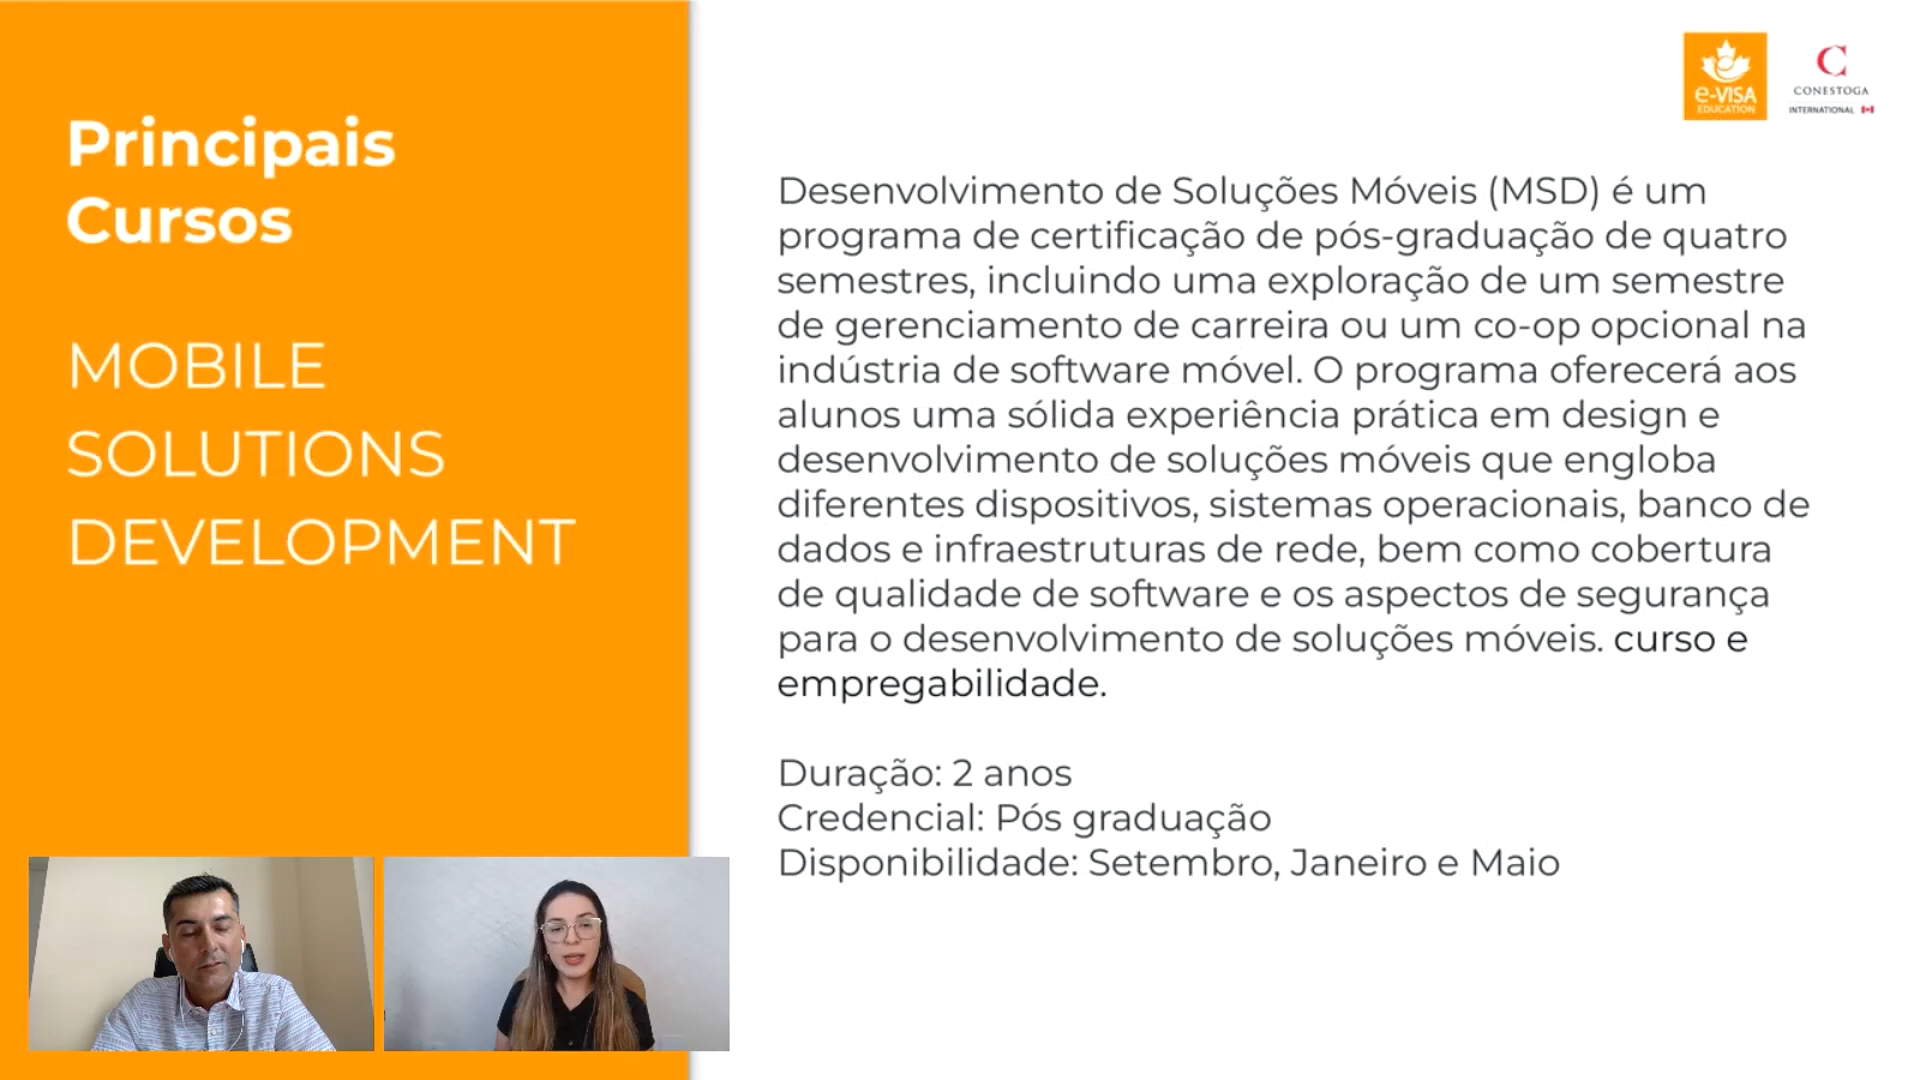 Principais
Cursos
MOBILE
SOLUTIONS
DEVELOPMENT
e-VISA
EDUCATION
C
CONESTOGA
INTERNATIONAL
Desenvolvimento de Soluções Móveis (MSD) é um
programa de certificação de pós-graduação de quatro
semestres, incluindo uma exploração de um semestre
de gerenciamento de carreira ou um co-op opcional na
indústria de software móvel. O programa oferecerá aos
alunos uma sólida experiência prática em design e
desenvolvimento de soluções móveis que engloba
diferentes dispositivos, sistemas operacionais, banco de
dados e infraestruturas de rede, bem como cobertura
de qualidade de software e os aspectos de segurança
para o desenvolvimento de soluções móveis. curso e
empregabilidade.
Duração: 2 anos
Credencial: Pós graduação
Disponibilidade: Setembro, Janeiro e Maio